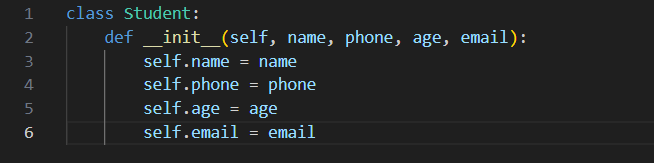 1 class Student:
2     def __init__(self, name, phone, age, email):
3         self.name = name
4         self.phone = phone
5         self.age = age
6         self.email = email